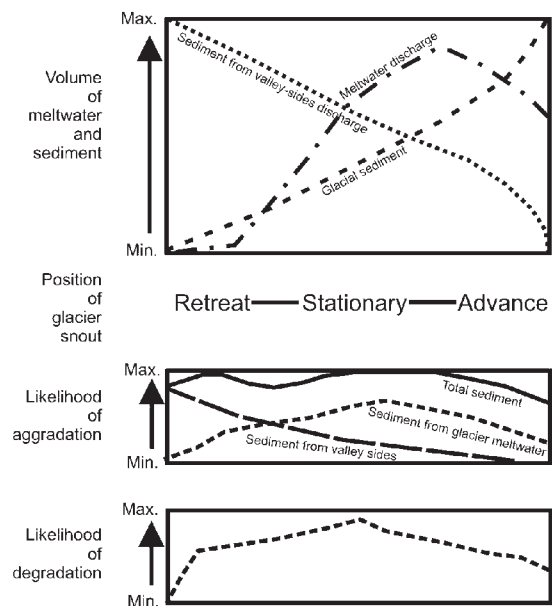 Max.
Volume
of
meltwater
and
sediment
Min.
Sediment from
valley-sides discharge
Meltwater discharge
Glacial sediment
Position
of
glacier
snout
Retreat Stationary Advance
Max.
Likelihood
of
aggradation
Min.
Total sediment
Sediment from glacier meltwater
Sediment from valley sides
Max.
Likelihood
of
degradation
Min.